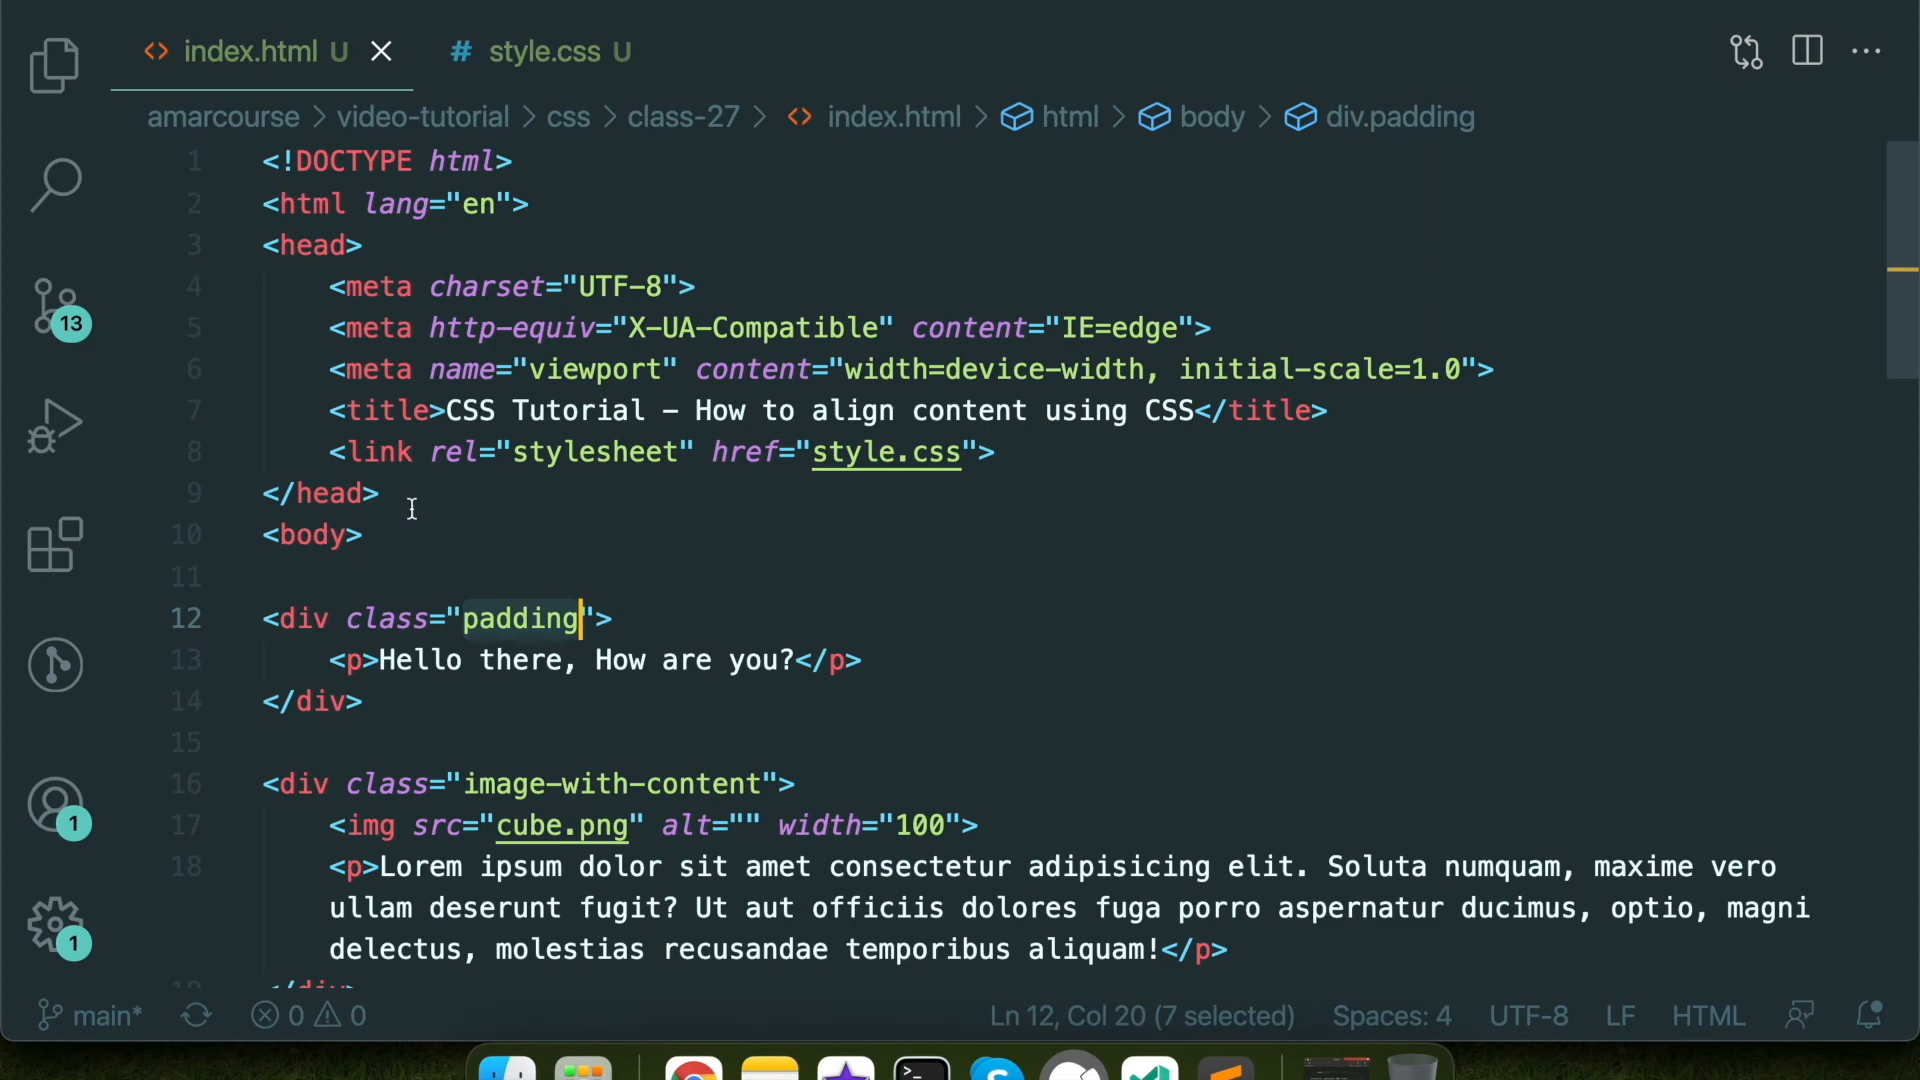 index.html U style.css U
amarcourse > video-tutorial > css > class-27 > index.html > html > body > div.padding
1 <!DOCTYPE html>
2 <html lang="en">
3 <head>
4 <meta charset="UTF-8">
5 <meta http-equiv="X-UA-Compatible" content="IE=edge">
6 <meta name="viewport" content="width=device-width, initial-scale=1.0">
7 <title>CSS Tutorial - How to align content using CSS</title>
8 <link rel="stylesheet" href="style.css">
9 </head>
10 <body>
11
12 <div class="padding">
13 <p>Hello there, How are you?</p>
14 </div>
15
16 <div class="image-with-content">
17 <img src="cube.png" alt="" width="100">
18 <p>Lorem ipsum dolor sit amet consectetur adipisicing elit. Soluta numquam, maxime vero
ullam deserunt fugit? Ut aut officiis dolores fuga porro aspernatur ducimus, optio, magni
delectus, molestias recusandae temporibus aliquam!</p>
19 </div>
13
1
1
main* 0 0 Ln 12, Col 20 (7 selected) Spaces: 4 UTF-8 LF HTML